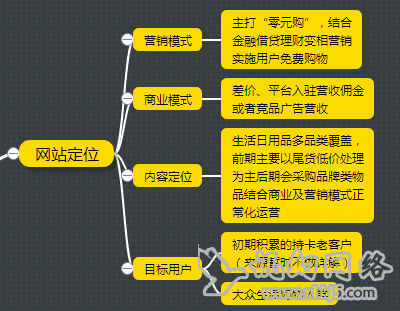 网站定位
营销模式
主打“零元购”，结合
金融借贷理财变相营销
实施用户免费购物
商业模式
差价、平台入驻营收佣金
或者竞品广告营收
内容定位
生活日用品多品类覆盖，
前期主要以尾货低价处理
为主后期会采购品牌类物
品结合商业及营销模式正
常化运营
目标用户
初期积累的持卡老客户
大众生